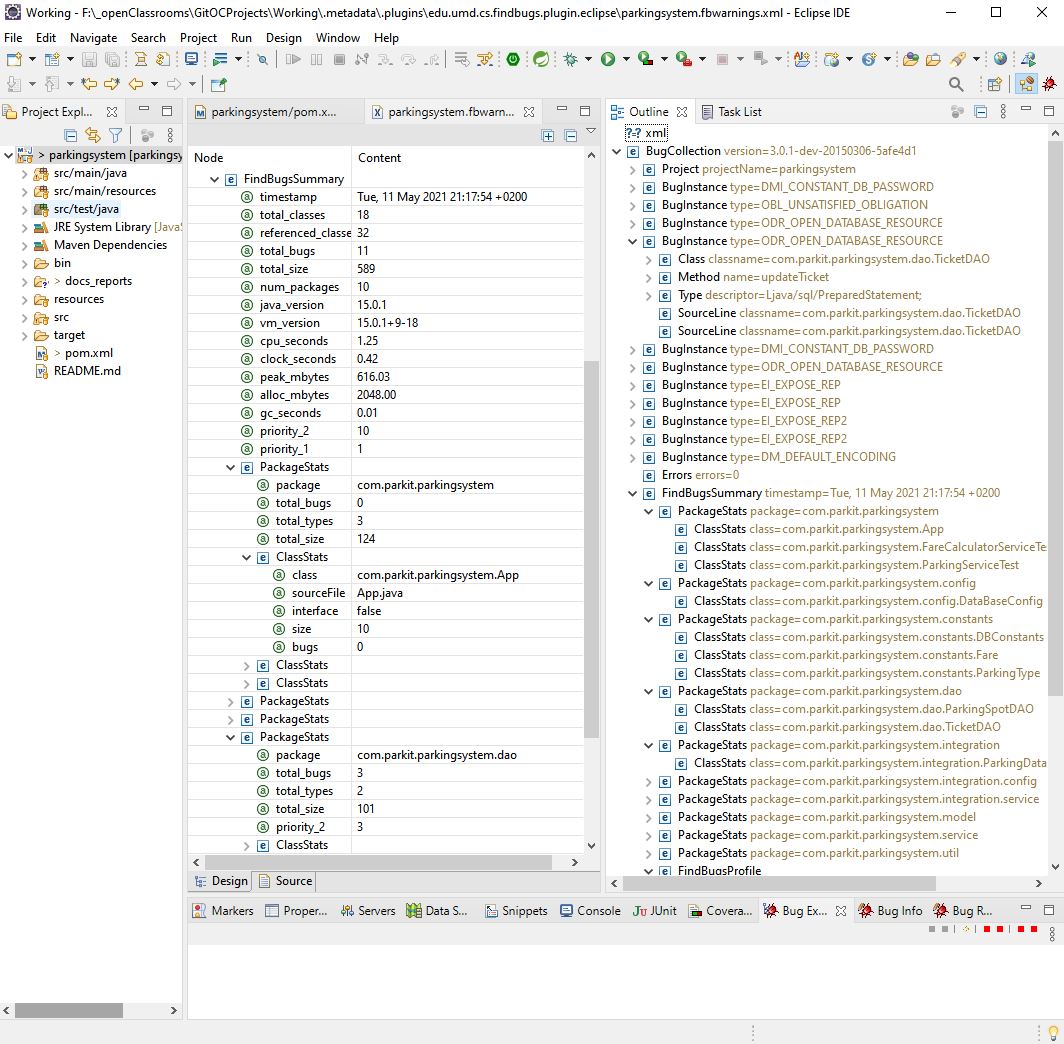 Working - F:\_openClassrooms\GitOCProjects\Working\.metadata\.plugins\edu.umd.cs.findbugs.plugin.eclipse\parkingsystem.fbwarnings.xml - Eclipse IDE
File Edit Navigate Search Project Run Design Window Help
Project Expl...
> parkingsystem [parkingsy
src/main/java
src/main/resources
src/test/java
JRE System Library [JavaS
Maven Dependencies
bin
> docs_reports
resources
src
target
> pom.xml
README.md
parkingsystem/pom.x... parkingsystem.fbwarn...
Node Content
FindBugsSummary
timestamp Tue, 11 May 2021 21:17:54 +0200
total_classes 18
referenced_classe 32
total_bugs 11
total_size 589
num_packages 10
java_version 15.0.1
vm_version 15.0.1+9-18
cpu_seconds 1.25
clock_seconds 0.42
peak_mbytes 616.03
alloc_mbytes 2048.00
gc_seconds 0.01
priority_2 10
priority_1 1
PackageStats
package com.parkit.parkingsystem
total_bugs 0
total_types 3
total_size 124
ClassStats
class com.parkit.parkingsystem.App
sourceFile App.java
interface false
size 10
bugs 0
ClassStats
ClassStats
PackageStats
PackageStats
PackageStats
package com.parkit.parkingsystem.dao
total_bugs 3
total_types 2
total_size 101
priority_2 3
ClassStats
Design Source
Outline Task List
?=? xml
BugCollection version=3.0.1-dev-20150306-5afe4d1
Project projectName=parkingsystem
BugInstance type=DMI_CONSTANT_DB_PASSWORD
BugInstance type=OBL_UNSATISFIED_OBLIGATION
BugInstance type=ODR_OPEN_DATABASE_RESOURCE
BugInstance type=ODR_OPEN_DATABASE_RESOURCE
Class classname=com.parkit.parkingsystem.dao.TicketDAO
Method name=updateTicket
Type descriptor=Ljava/sql/PreparedStatement;
SourceLine classname=com.parkit.parkingsystem.dao.TicketDAO
SourceLine classname=com.parkit.parkingsystem.dao.TicketDAO
BugInstance type=DMI_CONSTANT_DB_PASSWORD
BugInstance type=ODR_OPEN_DATABASE_RESOURCE
BugInstance type=EI_EXPOSE_REP
BugInstance type=EI_EXPOSE_REP
BugInstance type=EI_EXPOSE_REP2
BugInstance type=EI_EXPOSE_REP2
BugInstance type=DM_DEFAULT_ENCODING
Errors errors=0
FindBugsSummary timestamp=Tue, 11 May 2021 21:17:54 +0200
PackageStats package=com.parkit.parkingsystem
ClassStats class=com.parkit.parkingsystem.App
ClassStats class=com.parkit.parkingsystem.FareCalculatorServiceTe
ClassStats class=com.parkit.parkingsystem.ParkingServiceTest
PackageStats package=com.parkit.parkingsystem.config
ClassStats class=com.parkit.parkingsystem.config.DataBaseConfig
PackageStats package=com.parkit.parkingsystem.constants
ClassStats class=com.parkit.parkingsystem.constants.DBConstants
ClassStats class=com.parkit.parkingsystem.constants.Fare
ClassStats class=com.parkit.parkingsystem.constants.ParkingType
PackageStats package=com.parkit.parkingsystem.dao
ClassStats class=com.parkit.parkingsystem.dao.ParkingSpotDAO
ClassStats class=com.parkit.parkingsystem.dao.TicketDAO
PackageStats package=com.parkit.parkingsystem.integration
ClassStats class=com.parkit.parkingsystem.integration.ParkingData
PackageStats package=com.parkit.parkingsystem.integration.config
PackageStats package=com.parkit.parkingsystem.integration.service
PackageStats package=com.parkit.parkingsystem.model
PackageStats package=com.parkit.parkingsystem.service
PackageStats package=com.parkit.parkingsystem.util
FindBugsProfile
Markers Proper... Servers Data S... Snippets Console JUnit Covera... Bug Ex... Bug Info Bug R...